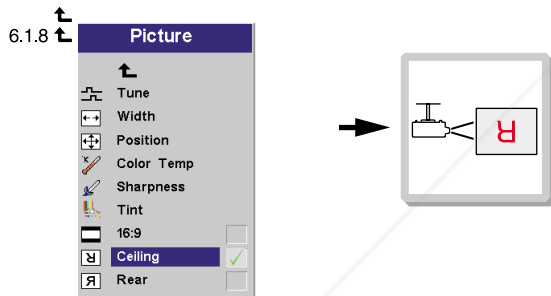 6.1.8
Picture
Tune
Width
Position
Color Temp
Sharpness
Tint
16:9
Ceiling
Rear
R